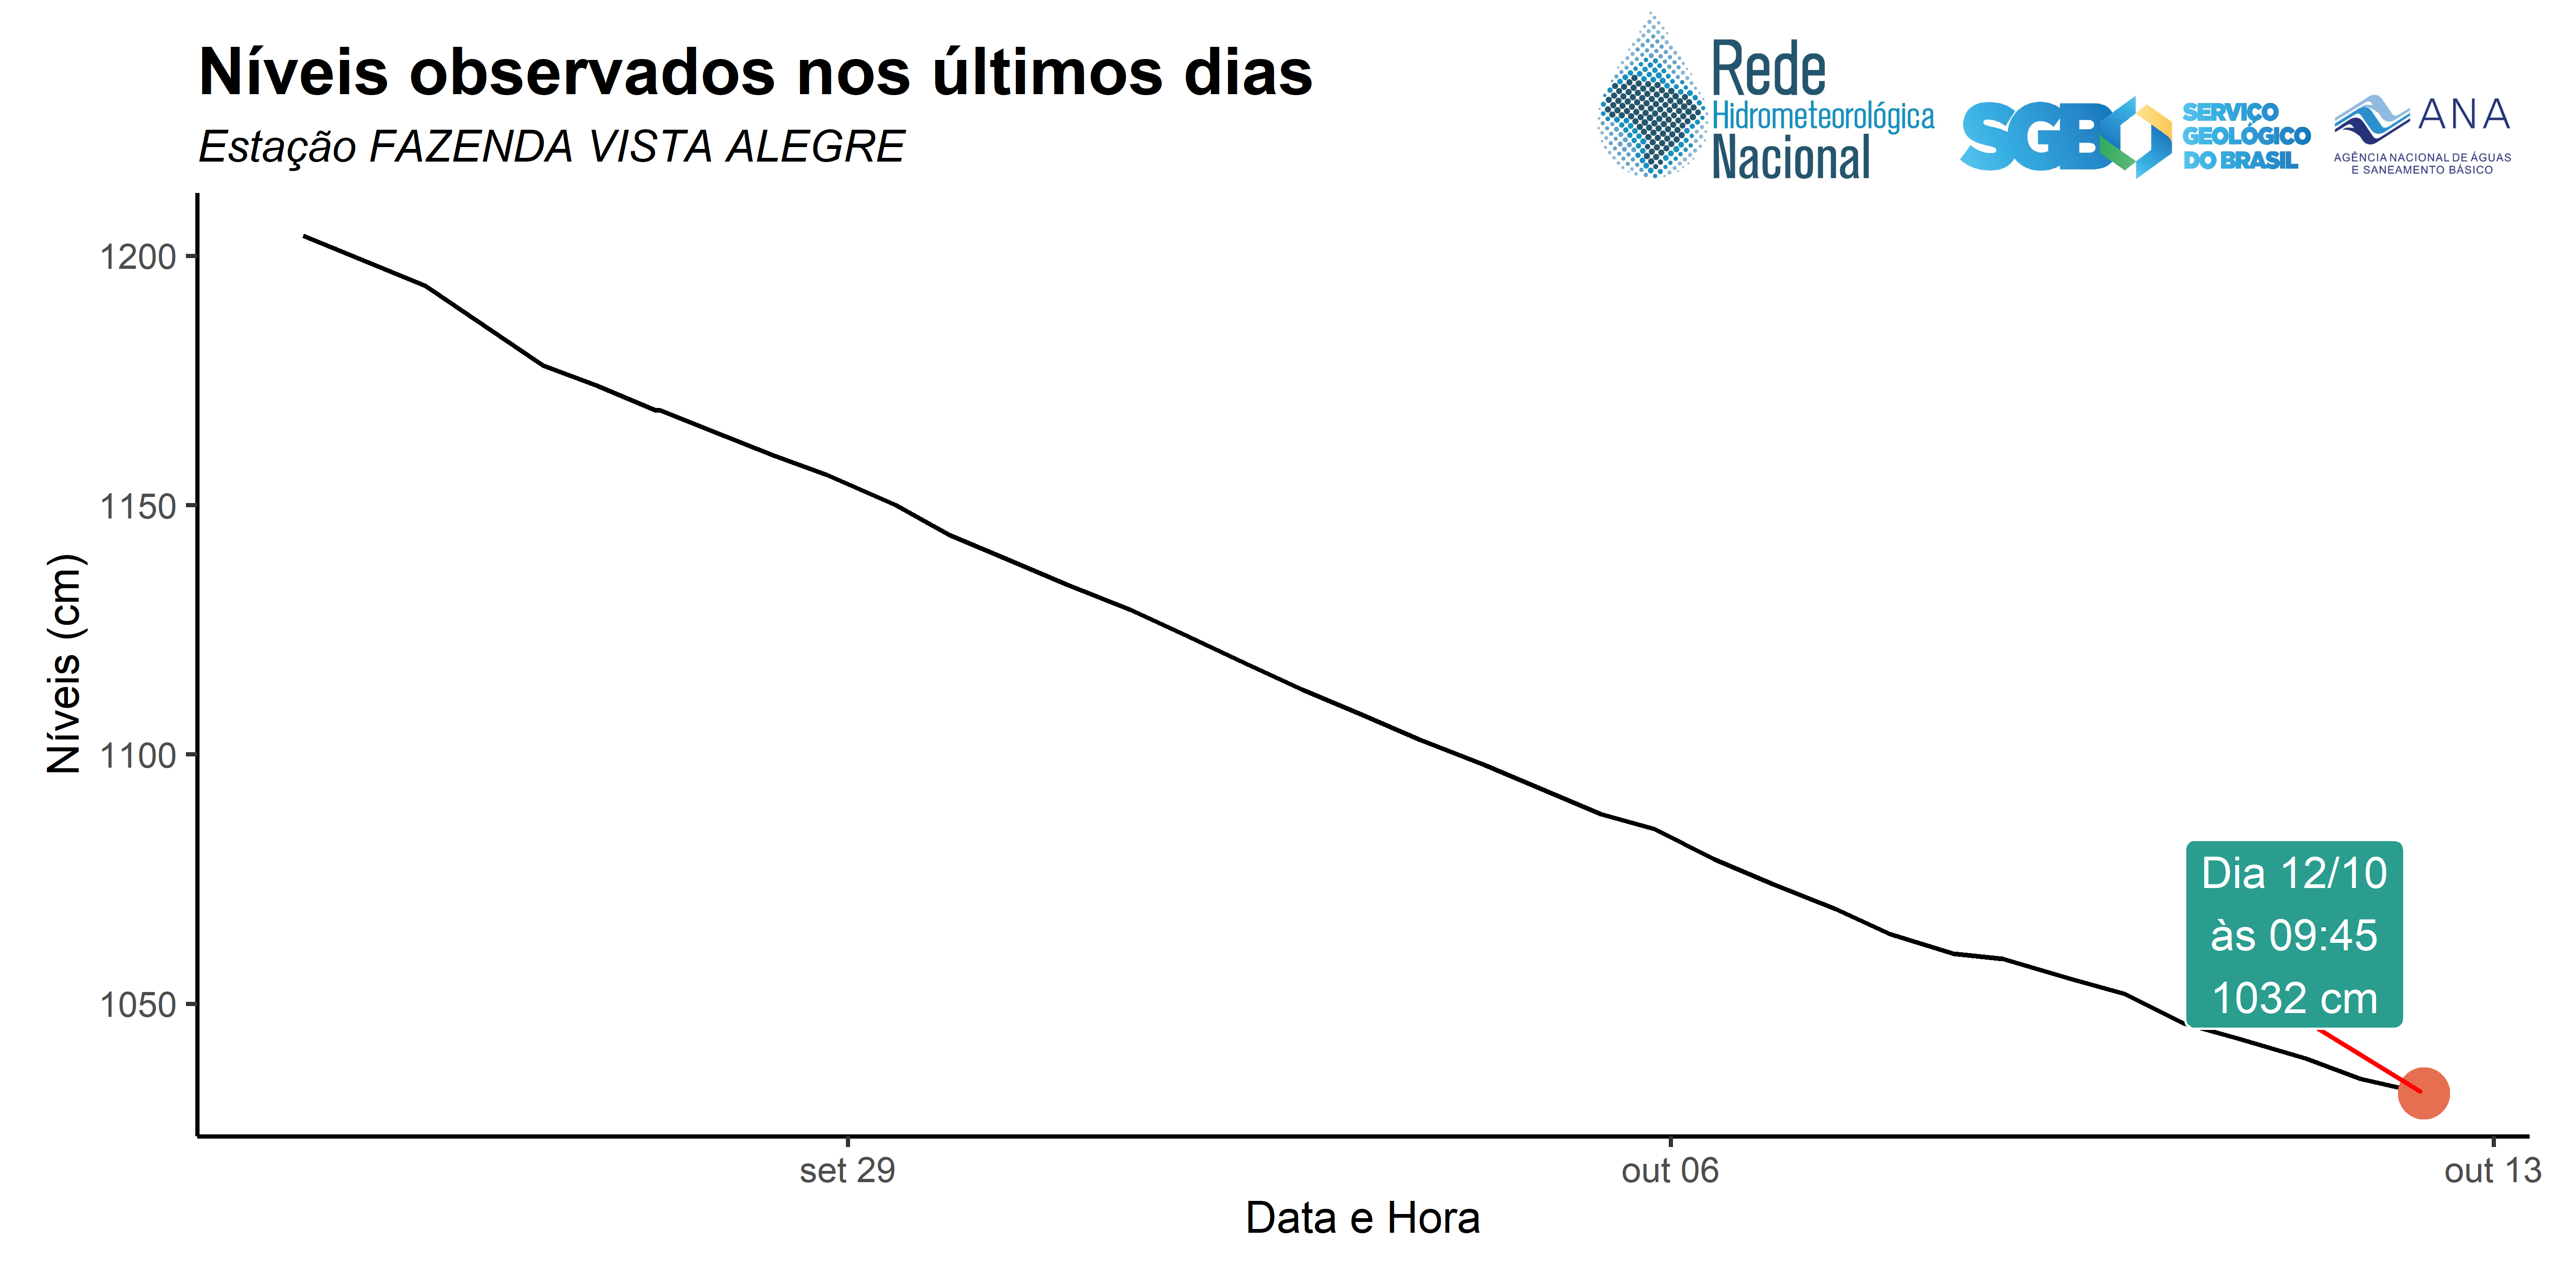 Níveis observados nos últimos dias
Estação FAZENDA VISTA ALEGRE
Rede
Hidrometeorológica
Nacional
SGB
SERVIÇO
GEOLÓGICO
DO BRASIL
ANA
AGÊNCIA NACIONAL DE ÁGUAS
E SANEAMENTO BÁSICO
Níveis (cm)
1200
1150
1100
1050
Dia 12/10
às 09:45
1032 cm
set 29
out 06
out 13
Data e Hora